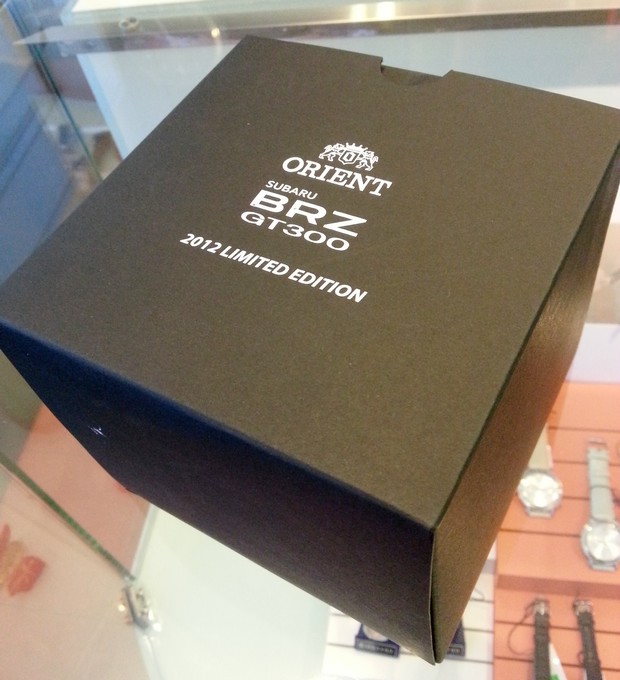 ORIENT
SUBARU
BRZ
GT300
2012 LIMITED EDITION